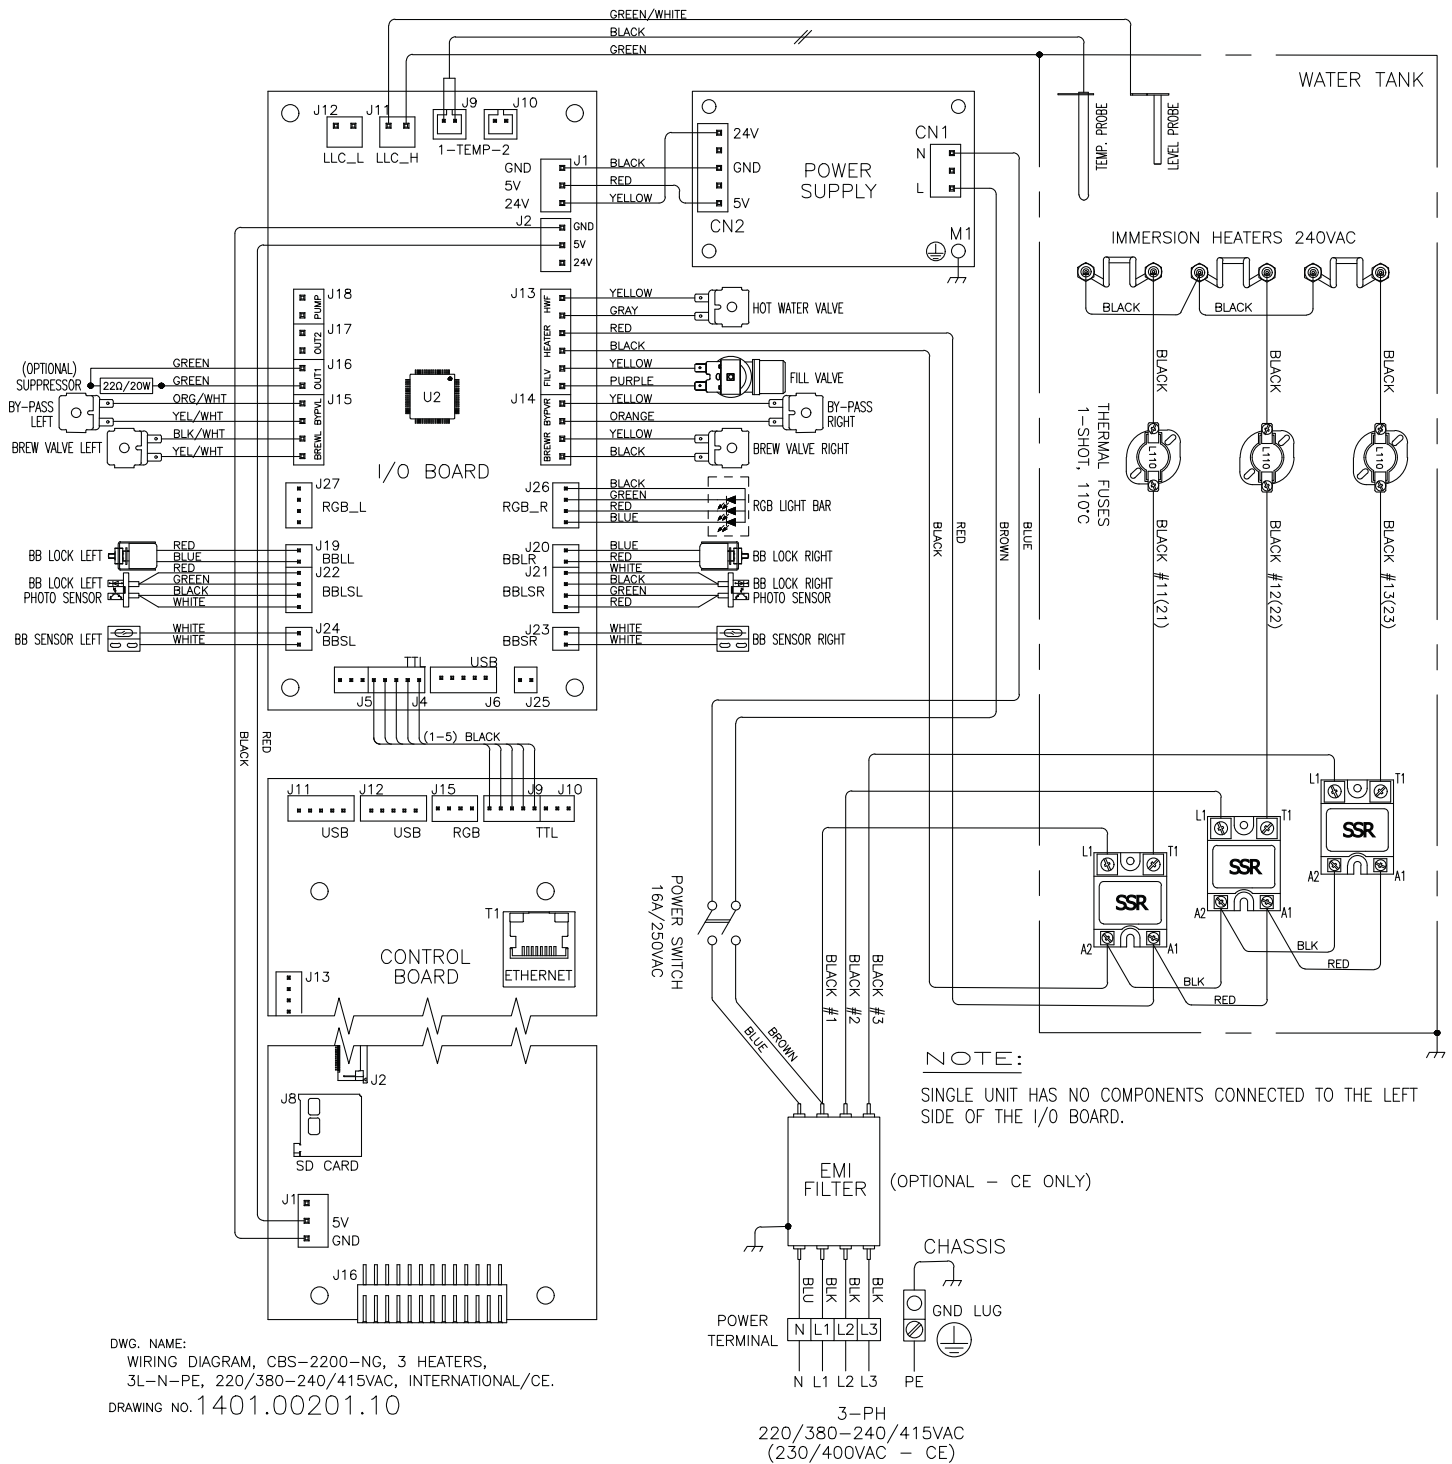 GREEN/WHITE
BLACK
GREEN
WATER TANK
TEMP. PROBE
LEVEL PROBE
J12
LLC_L
J11
LLC_H
J9
J10
1-TEMP-2
J1
GND
5V
24V
BLACK
RED
YELLOW
J2
GND
5V
24V
24V
GND
5V
CN2
POWER
SUPPLY
CN1
N
L
M1
IMMERSION HEATERS 240VAC
BLACK
BLACK
J18
PUMP
J17
OUT2
J16
OUT1
J15
BYPVL
BREWL
(OPTIONAL)
SUPPRESSOR
22Ω/20W
GREEN
GREEN
BY-PASS
LEFT
ORG/WHT
YEL/WHT
BREW VALVE LEFT
BLK/WHT
YEL/WHT
U2
I/O BOARD
J13
HWF
HEATER
FILV
J14
BYPVR
BREWR
YELLOW
GRAY
HOT WATER VALVE
RED
BLACK
YELLOW
PURPLE
FILL VALVE
YELLOW
ORANGE
BY-PASS
RIGHT
YELLOW
BLACK
BREW VALVE RIGHT
J27
RGB_L
J26
RGB_R
BLACK
GREEN
RED
BLUE
RGB LIGHT BAR
BB LOCK LEFT
RED
BLUE
J19
BBLL
BB LOCK LEFT
PHOTO SENSOR
RED
GREEN
BLACK
WHITE
J22
BBLSL
BB SENSOR LEFT
WHITE
WHITE
J24
BBSL
J20
BBLR
BLUE
RED
BB LOCK RIGHT
J21
BBLSR
WHITE
BLACK
GREEN
RED
BB LOCK RIGHT
PHOTO SENSOR
J23
BBSR
WHITE
WHITE
BB SENSOR RIGHT
TTL
USB
J5
J4
J6
J25
(1-5) BLACK
BLACK
RED
BLACK
RED
BROWN
BLUE
BLACK
BLACK
BLACK
THERMAL FUSES
1-SHOT, 110°C
L110
L110
L110
BLACK #11(21)
BLACK #12(22)
BLACK #13(23)
L1
T1
SSR
A2
A1
L1
T1
SSR
A2
A1
L1
T1
SSR
A2
A1
BLK
RED
BLK
RED
J11
USB
J12
USB
J15
RGB
J9
J10
TTL
T1
ETHERNET
CONTROL
BOARD
J13
J2
J8
SD CARD
J1
5V
GND
J16
POWER SWITCH
16A/250VAC
BLUE
BROWN
BLACK #1
BLACK #2
BLACK #3
NOTE:
SINGLE UNIT HAS NO COMPONENTS CONNECTED TO THE LEFT
SIDE OF THE I/O BOARD.
EMI
FILTER
(OPTIONAL - CE ONLY)
CHASSIS
GND LUG
BLU
BLK
BLK
BLK
POWER
TERMINAL
N L1 L2 L3
N L1 L2 L3
PE
3-PH
220/380-240/415VAC
(230/400VAC - CE)
DWG. NAME:
WIRING DIAGRAM, CBS-2200-NG, 3 HEATERS,
3L-N-PE, 220/380-240/415VAC, INTERNATIONAL/CE.
DRAWING NO. 1401.00201.10